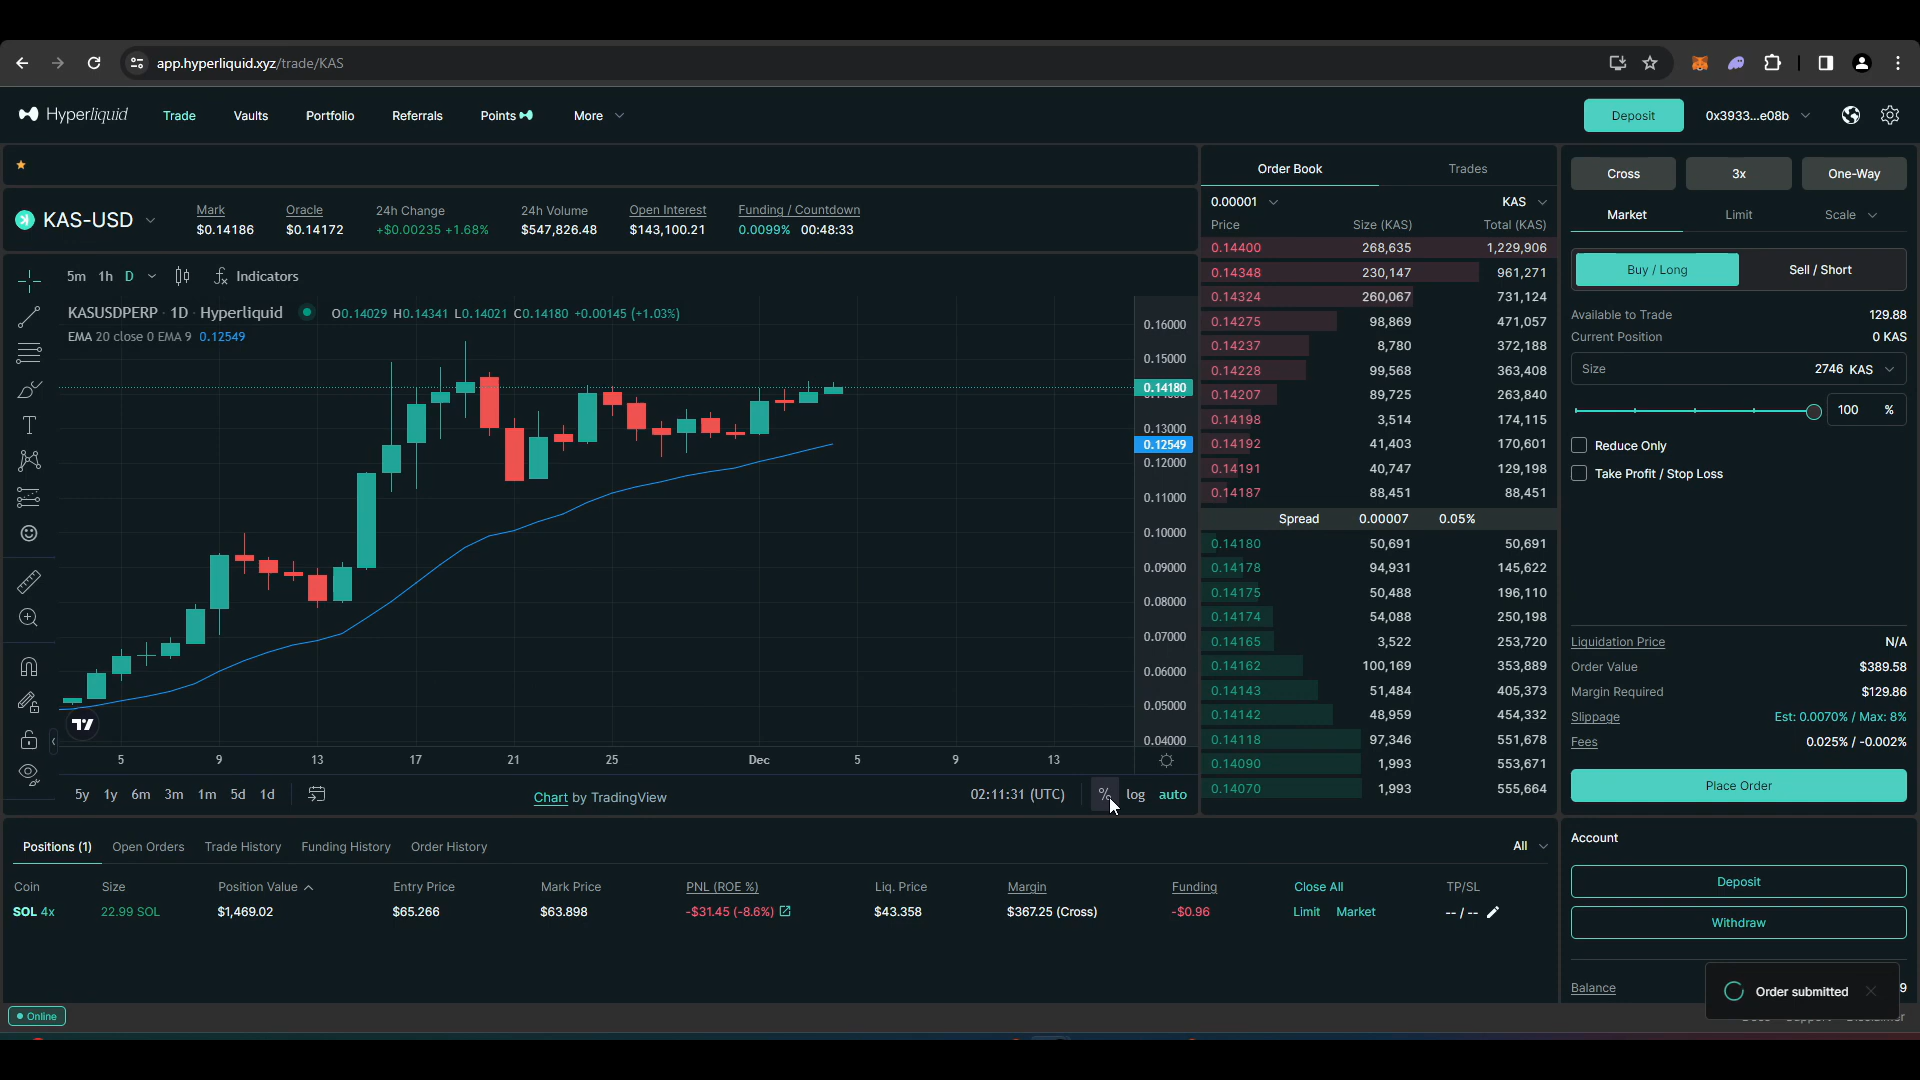 app.hyperliquid.xyz/trade/KAS
Hyperliquid Trade Vaults Portfolio Referrals Points More Deposit 0x3933...e08b
KAS-USD
Mark Oracle 24h Change 24h Volume Open Interest Funding / Countdown
$0.14186 $0.14172 +$0.00235 +1.68% $547,826.48 $143,100.21 0.0099% 00:48:33
5m 1h D Indicators
KASUSDPERP · 1D · Hyperliquid O0.14029 H0.14341 L0.14021 C0.14180 +0.00145 (+1.03%)
EMA 20 close 0 EMA 9 0.12549
0.16000
0.15000
0.14180
0.13000
0.12549
0.12000
0.11000
0.10000
0.09000
0.08000
0.07000
0.06000
0.05000
0.04000
5 9 13 17 21 25 Dec 5 9 13
5y 1y 6m 3m 1m 5d 1d Chart by TradingView 02:11:31 (UTC) % log auto
Order Book Trades
0.00001 KAS
Price Size (KAS) Total (KAS)
0.14400 268,635 1,229,906
0.14348 230,147 961,271
0.14324 260,067 731,124
0.14275 98,869 471,057
0.14237 8,780 372,188
0.14228 99,568 363,408
0.14207 89,725 263,840
0.14198 3,514 174,115
0.14192 41,403 170,601
0.14191 40,747 129,198
0.14187 88,451 88,451
Spread 0.00007 0.05%
0.14180 50,691 50,691
0.14178 94,931 145,622
0.14175 50,488 196,110
0.14174 54,088 250,198
0.14165 3,522 253,720
0.14162 100,169 353,889
0.14143 51,484 405,373
0.14142 48,959 454,332
0.14118 97,346 551,678
0.14090 1,993 553,671
0.14070 1,993 555,664
Cross 3x One-Way
Market Limit Scale
Buy / Long Sell / Short
Available to Trade 129.88
Current Position 0 KAS
Size 2746 KAS
100 %
Reduce Only
Take Profit / Stop Loss
Liquidation Price N/A
Order Value $389.58
Margin Required $129.86
Slippage Est: 0.0070% / Max: 8%
Fees 0.025% / -0.002%
Place Order
Positions (1) Open Orders Trade History Funding History Order History All
Coin Size Position Value Entry Price Mark Price PNL (ROE %) Liq. Price Margin Funding Close All TP/SL
SOL 4x 22.99 SOL $1,469.02 $65.266 $63.898 -$31.45 (-8.6%) $43.358 $367.25 (Cross) -$0.96 Limit Market -- / --
Account
Deposit
Withdraw
Balance 9
Order submitted
Online